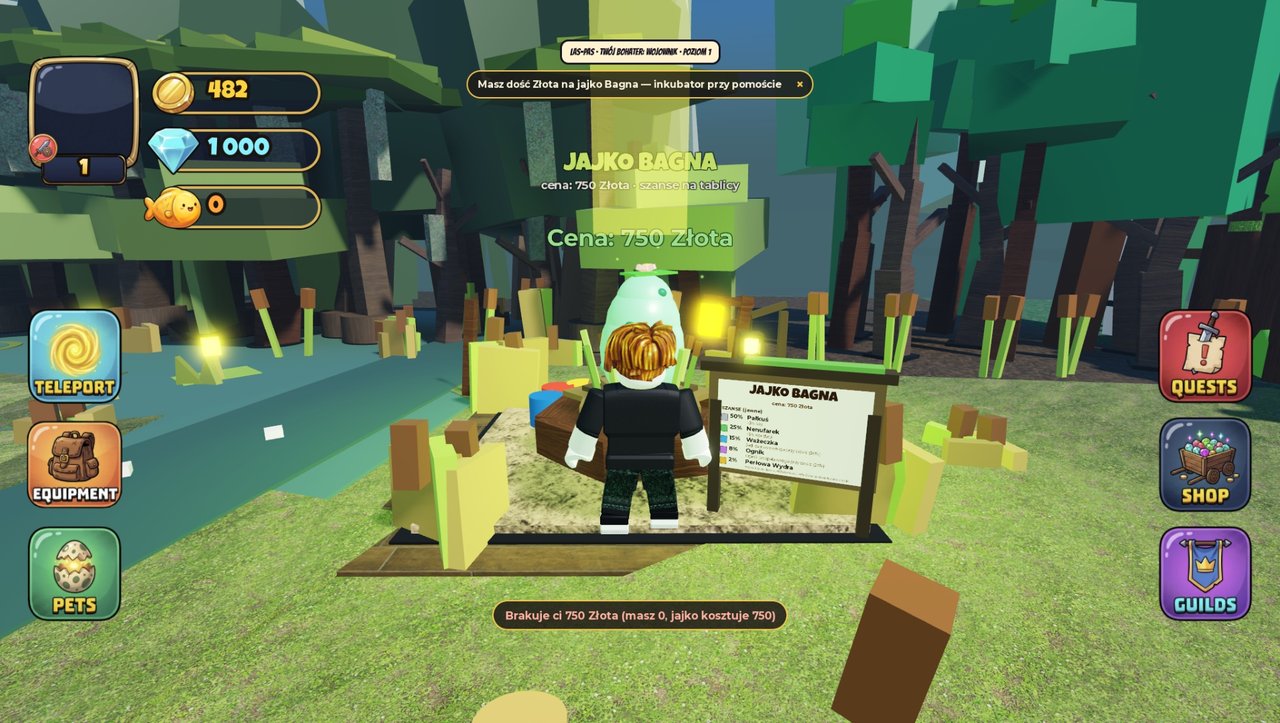 LAS-PAS · TWÓJ BOHATER: WOJOWNIK · POZIOM 1
Masz dość Złota na jajko Bagna — inkubator przy pomoście ×
482
1 000
0
1
JAJKO BAGNA
cena: 750 Złota · szanse na tablicy
Cena: 750 Złota
TELEPORT
EQUIPMENT
PETS
QUESTS
SHOP
GUILDS
JAJKO BAGNA
cena: 750 Złota
SZANSE (jawne)
50% Pałkuś
25% Nenufarek
15% Ważeczka
8% Ognik
2% Perłowa Wydra
Brakuje ci 750 Złota (masz 0, jajko kosztuje 750)